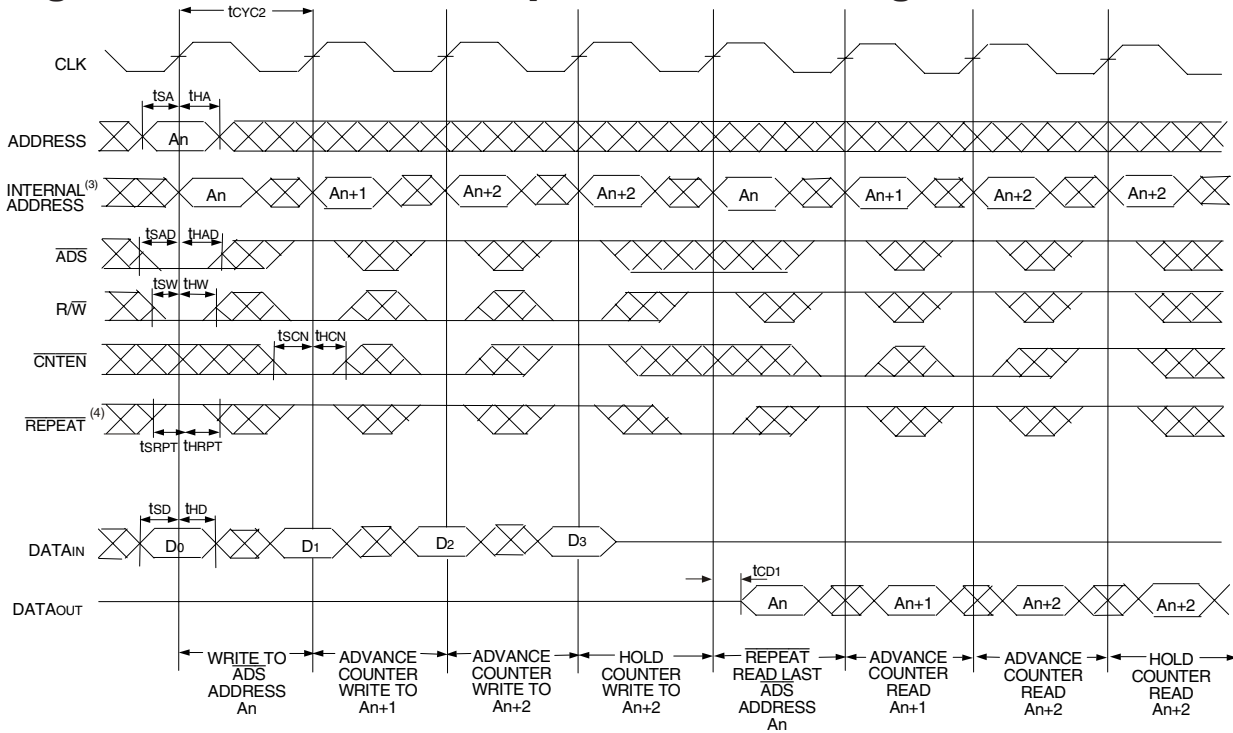 tCYC2
CLK
tSA tHA
ADDRESS An
INTERNAL(3) ADDRESS An An+1 An+2 An+2 An An+1 An+2 An+2
tSAD tHAD
ADS
tSW tHW
R/W
tSCN tHCN
CNTEN
REPEAT (4)
tSRPT tHRPT
tSD tHD
DATAIN D0 D1 D2 D3
tCD1
DATAOUT An An+1 An+2 An+2
WRITE TO
ADS
ADDRESS
An
ADVANCE
COUNTER
WRITE TO
An+1
ADVANCE
COUNTER
WRITE TO
An+2
HOLD
COUNTER
WRITE TO
An+2
REPEAT
READ LAST
ADS
ADDRESS
An
ADVANCE
COUNTER
READ
An+1
ADVANCE
COUNTER
READ
An+2
HOLD
COUNTER
READ
An+2